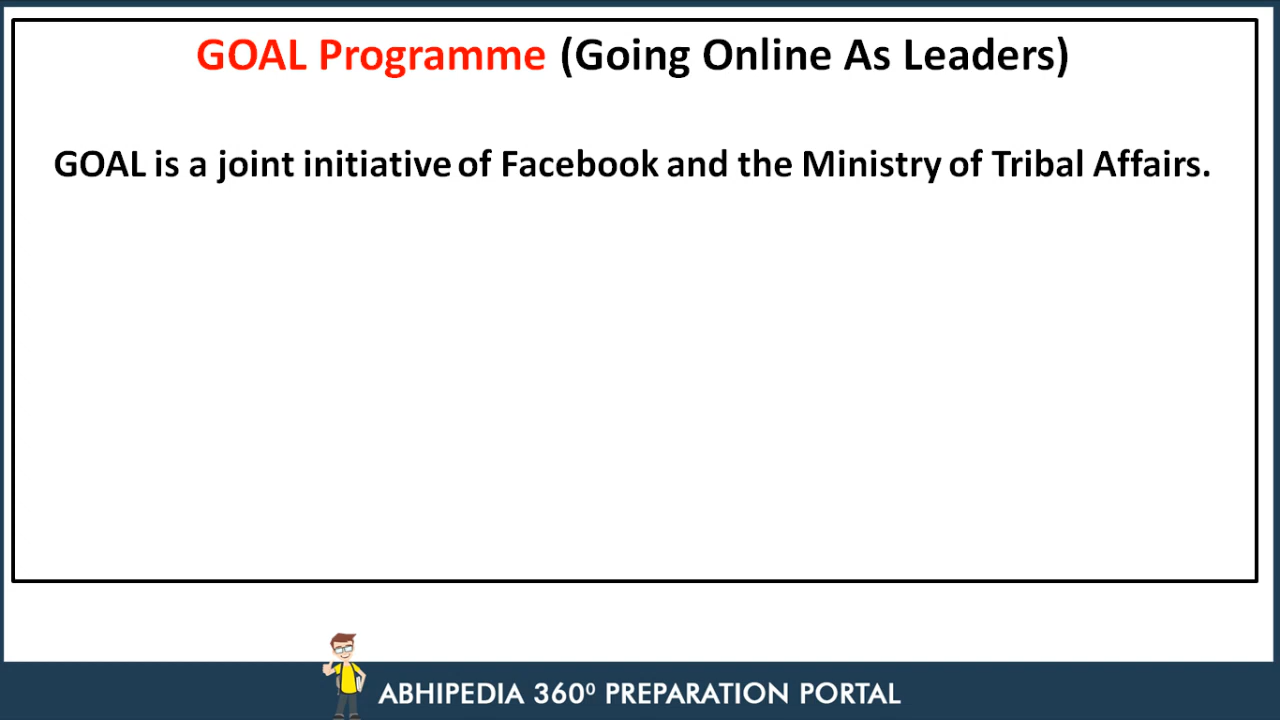 GOAL Programme (Going Online As Leaders)
GOAL is a joint initiative of Facebook and the Ministry of Tribal Affairs.
ABHIPEDIA 360⁰ PREPARATION PORTAL